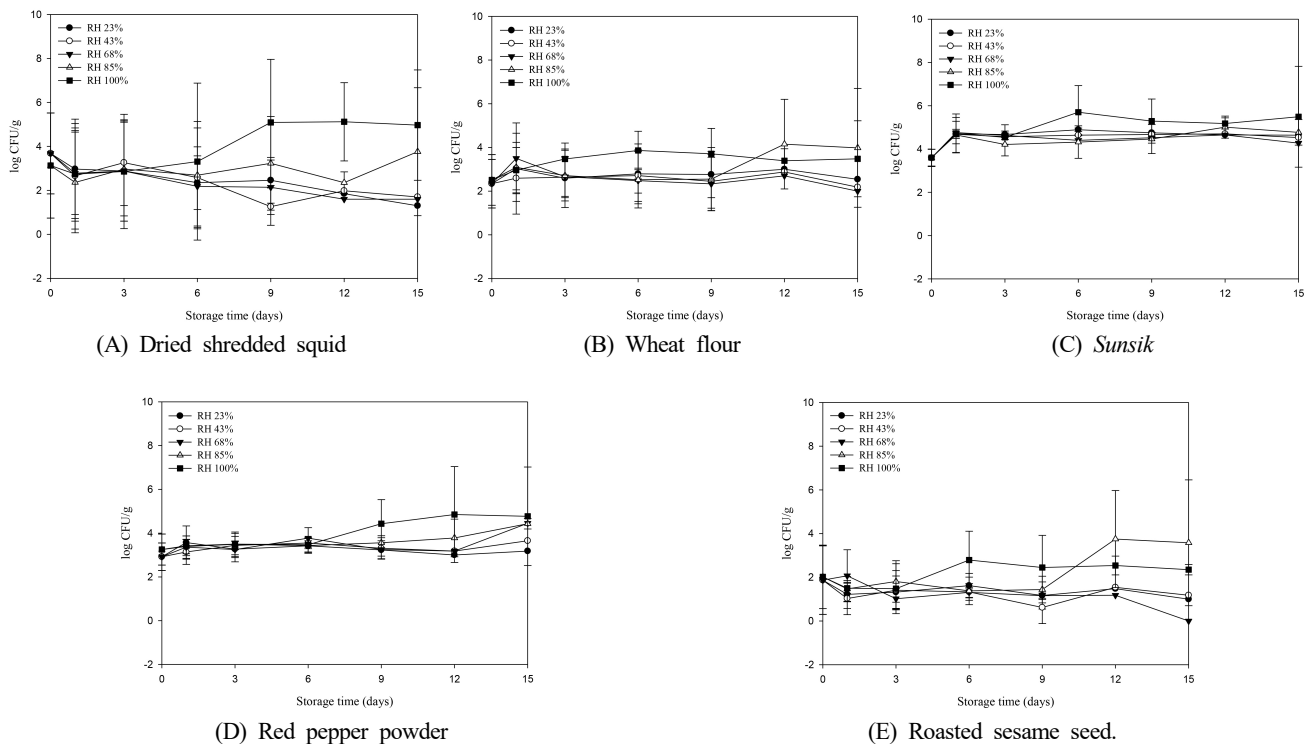 10
8
6
4
2
0
-2
log CFU/g
RH 23%
RH 43%
RH 68%
RH 85%
RH 100%
0 3 6 9 12 15
Storage time (days)
(A) Dried shredded squid
10
8
6
4
2
0
-2
log CFU/g
RH 23%
RH 43%
RH 68%
RH 85%
RH 100%
0 3 6 9 12 15
Storage time (days)
(B) Wheat flour
10
8
6
4
2
0
-2
log CFU/g
RH 23%
RH 43%
RH 68%
RH 85%
RH 100%
0 3 6 9 12 15
Storage time (days)
(C) Sunsik
10
8
6
4
2
0
-2
log CFU/g
RH 23%
RH 43%
RH 68%
RH 85%
RH 100%
0 3 6 9 12 15
Storage time (days)
(D) Red pepper powder
10
8
6
4
2
0
-2
log CFU/g
RH 23%
RH 43%
RH 68%
RH 85%
RH 100%
0 3 6 9 12 15
Storage time (days)
(E) Roasted sesame seed.